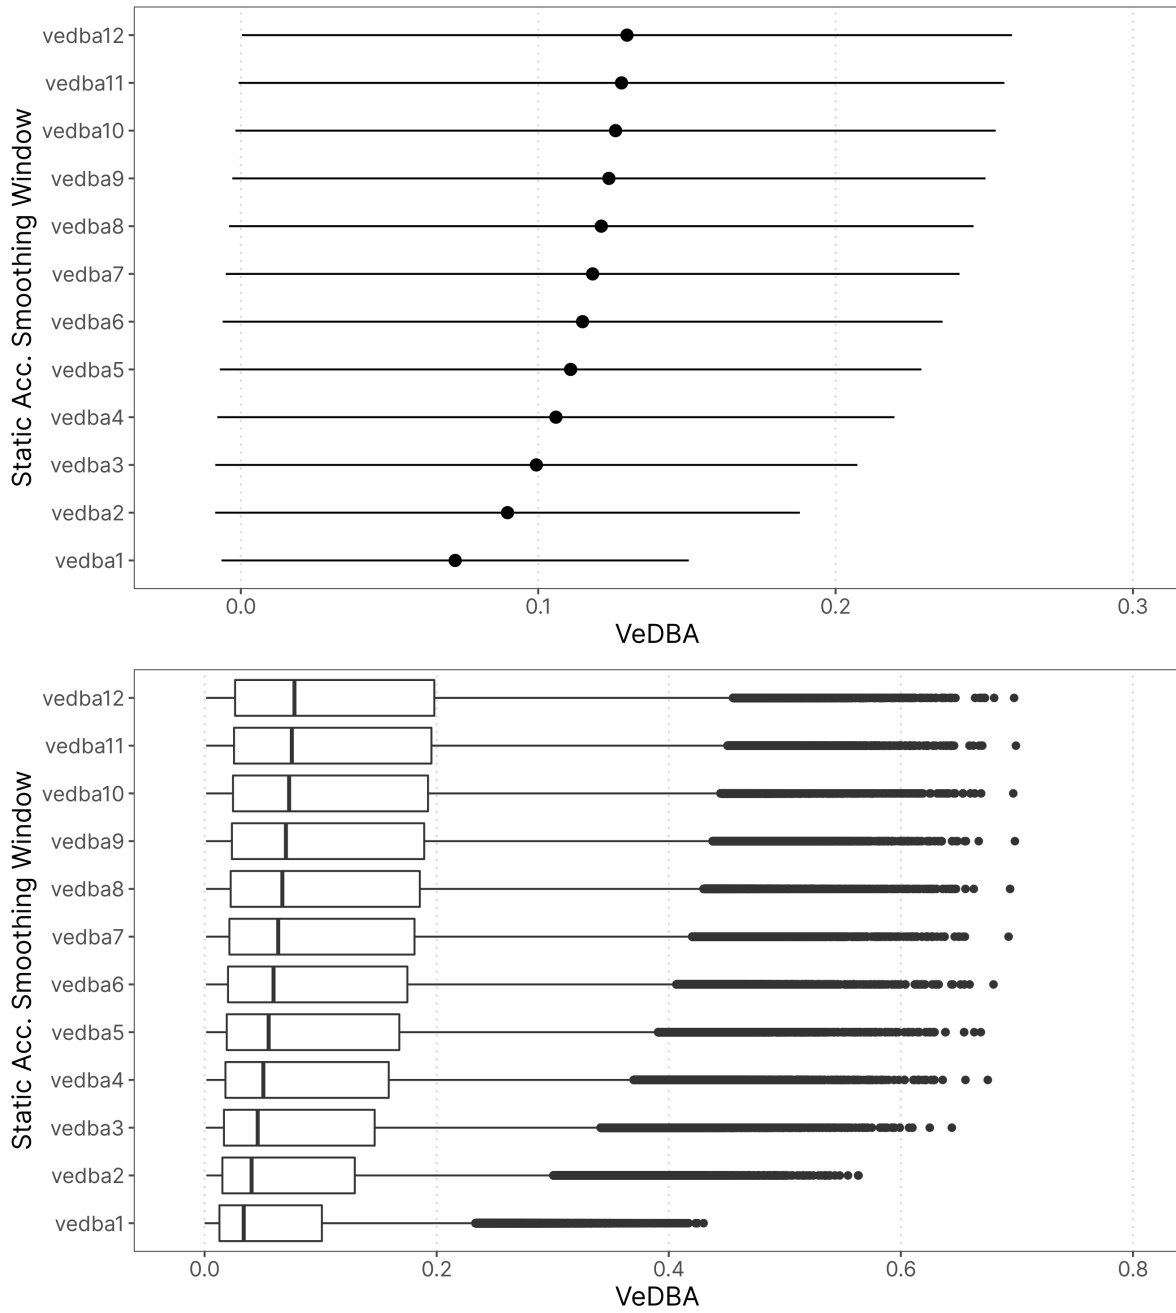 Static Acc. Smoothing Window
vedba12
vedba11
vedba10
vedba9
vedba8
vedba7
vedba6
vedba5
vedba4
vedba3
vedba2
vedba1
0.0 0.1 0.2 0.3
VeDBA
Static Acc. Smoothing Window
vedba12
vedba11
vedba10
vedba9
vedba8
vedba7
vedba6
vedba5
vedba4
vedba3
vedba2
vedba1
0.0 0.2 0.4 0.6 0.8
VeDBA